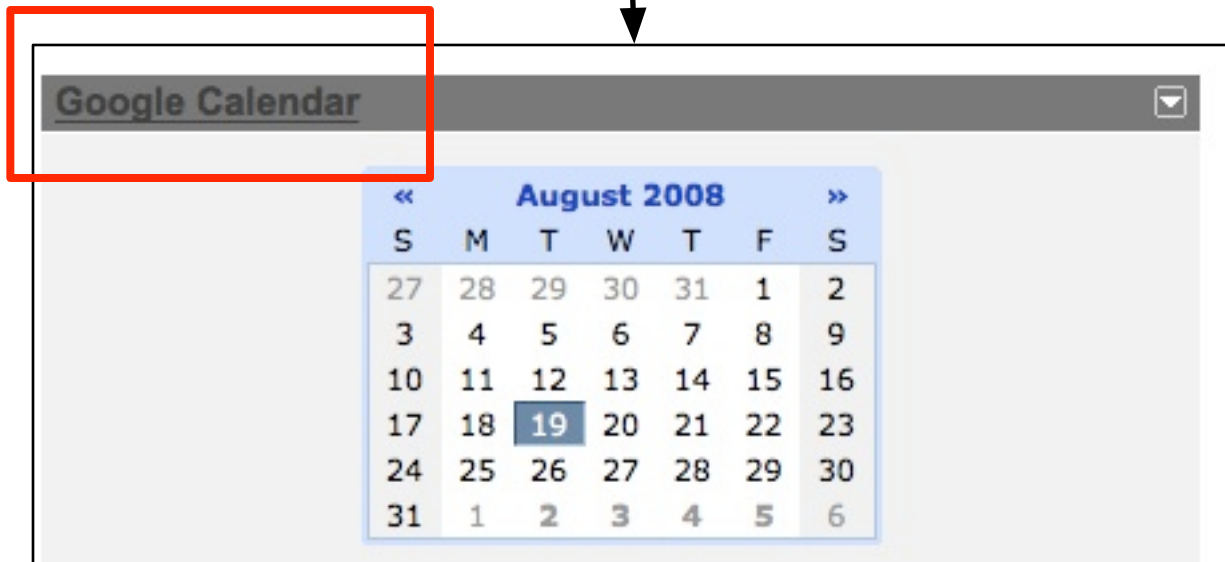 Google Calendar
« August 2008 »
S M T W T F S
27 28 29 30 31 1 2
3 4 5 6 7 8 9
10 11 12 13 14 15 16
17 18 19 20 21 22 23
24 25 26 27 28 29 30
31 1 2 3 4 5 6